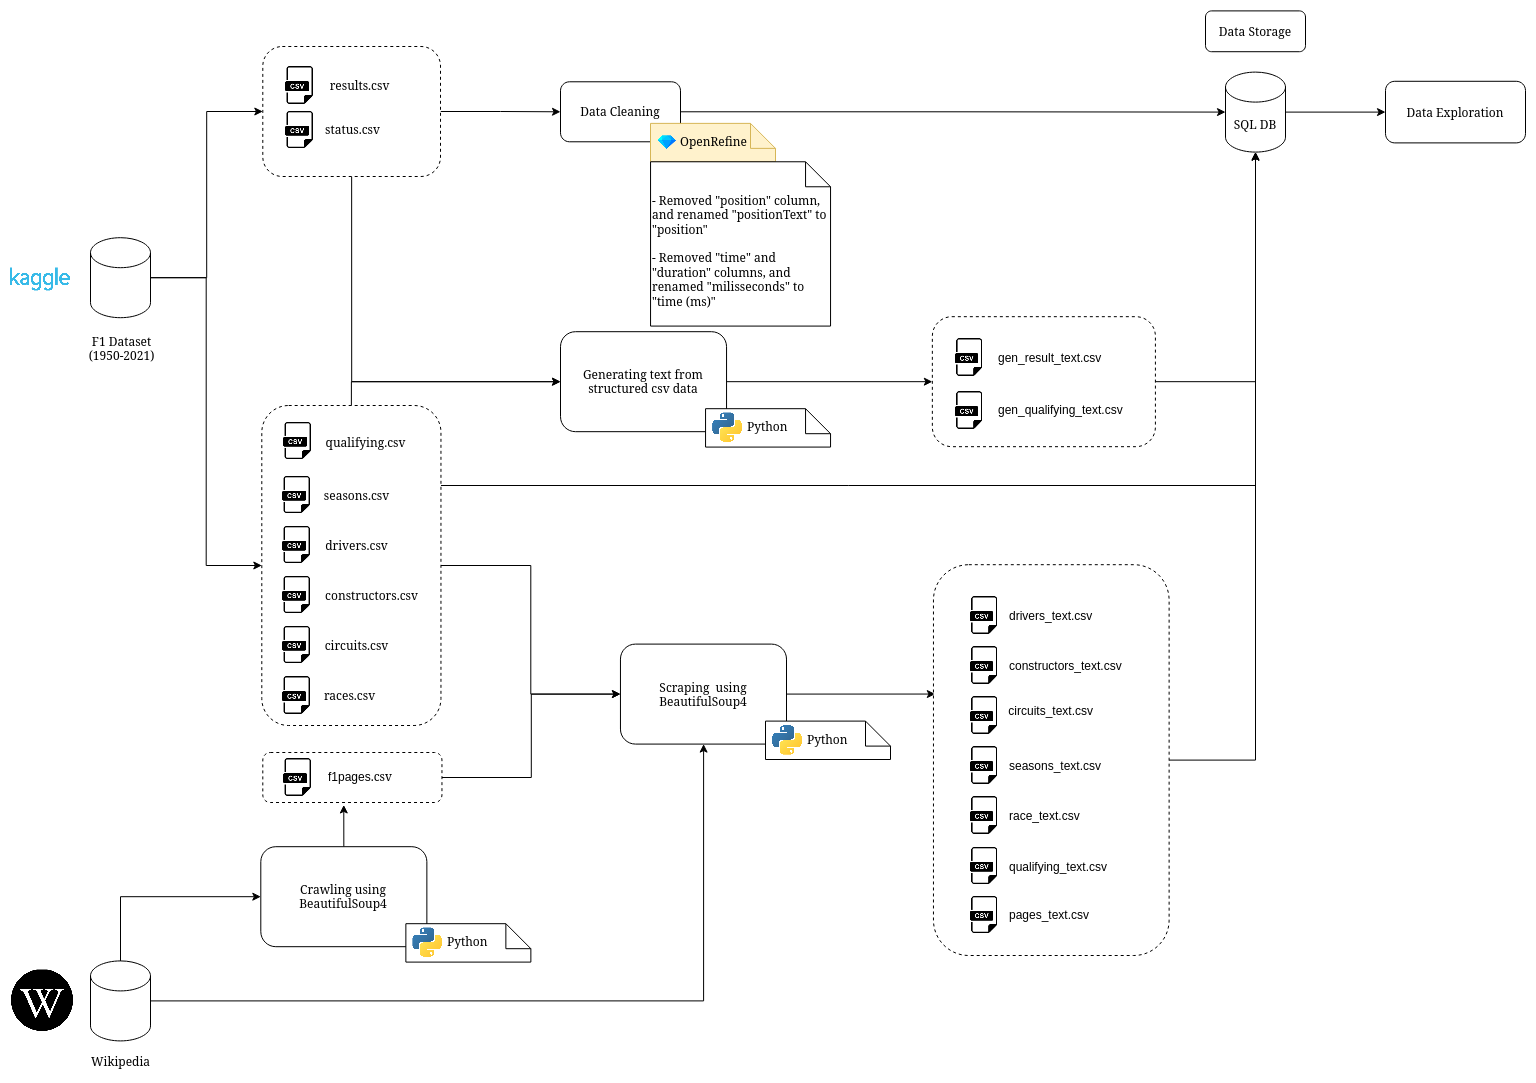 Data Storage
CSV
results.csv
CSV
status.csv
Data Cleaning
SQL DB
Data Exploration
OpenRefine
- Removed "position" column,
and renamed "positionText" to
"position"
- Removed "time" and
"duration" columns, and
renamed "milisseconds" to
"time (ms)"
kaggle
F1 Dataset
(1950-2021)
Generating text from
structured csv data
Python
CSV
gen_result_text.csv
CSV
gen_qualifying_text.csv
CSV
qualifying.csv
CSV
seasons.csv
CSV
drivers.csv
CSV
constructors.csv
CSV
circuits.csv
CSV
races.csv
CSV
f1pages.csv
Scraping  using
BeautifulSoup4
Python
CSV
drivers_text.csv
CSV
constructors_text.csv
CSV
circuits_text.csv
CSV
seasons_text.csv
CSV
race_text.csv
CSV
qualifying_text.csv
CSV
pages_text.csv
Crawling using
BeautifulSoup4
Python
W
Wikipedia